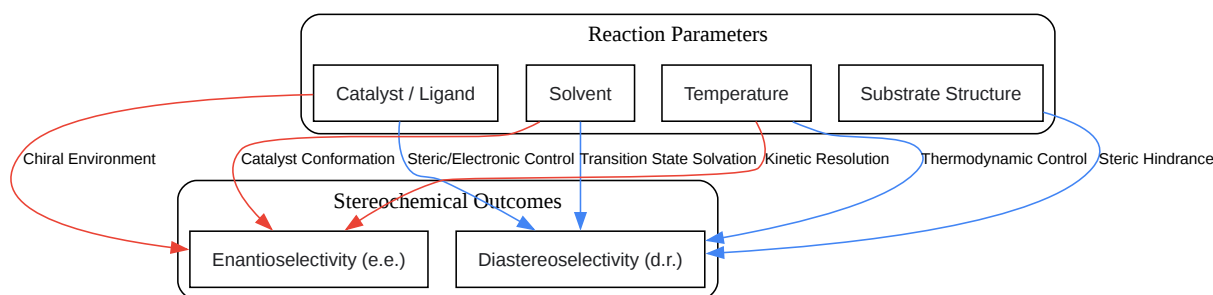 Reaction Parameters
Catalyst / Ligand
Solvent
Temperature
Substrate Structure
Chiral Environment
Catalyst Conformation
Steric/Electronic Control
Transition State Solvation
Kinetic Resolution
Thermodynamic Control
Steric Hindrance
Stereochemical Outcomes
Enantioselectivity (e.e.)
Diastereoselectivity (d.r.)